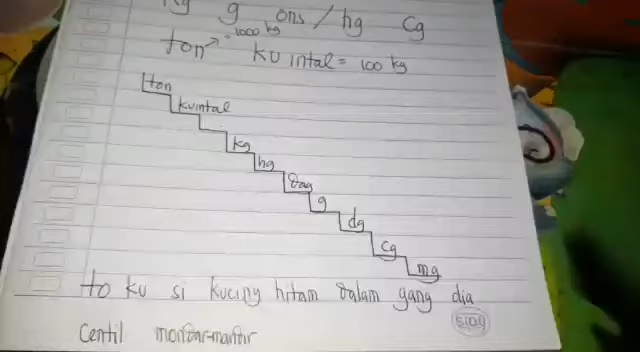 Kg g ons / hg Cg
ton → = 1000 kg kuintal = 100 kg
ton
kuintal
kg
hg
dag
g
dg
cg
mg
to ku si kucing hitam dalam gang dia
centil
SIDU